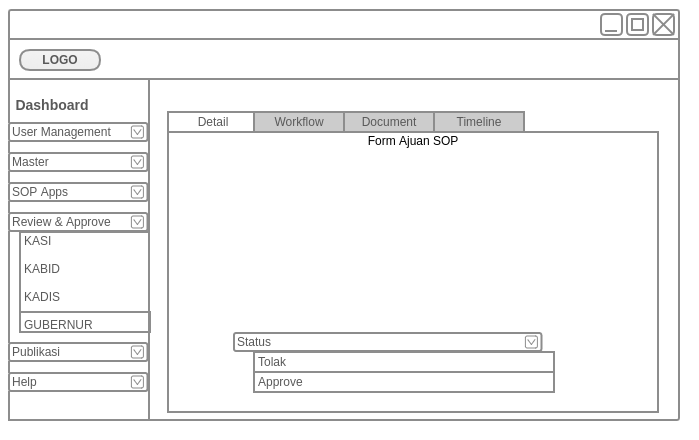 LOGO
Dashboard
User Management
Master
SOP Apps
Review & Approve
KASI
KABID
KADIS
GUBERNUR
Publikasi
Help
Detail Workflow Document Timeline
Form Ajuan SOP
Status
Tolak
Approve